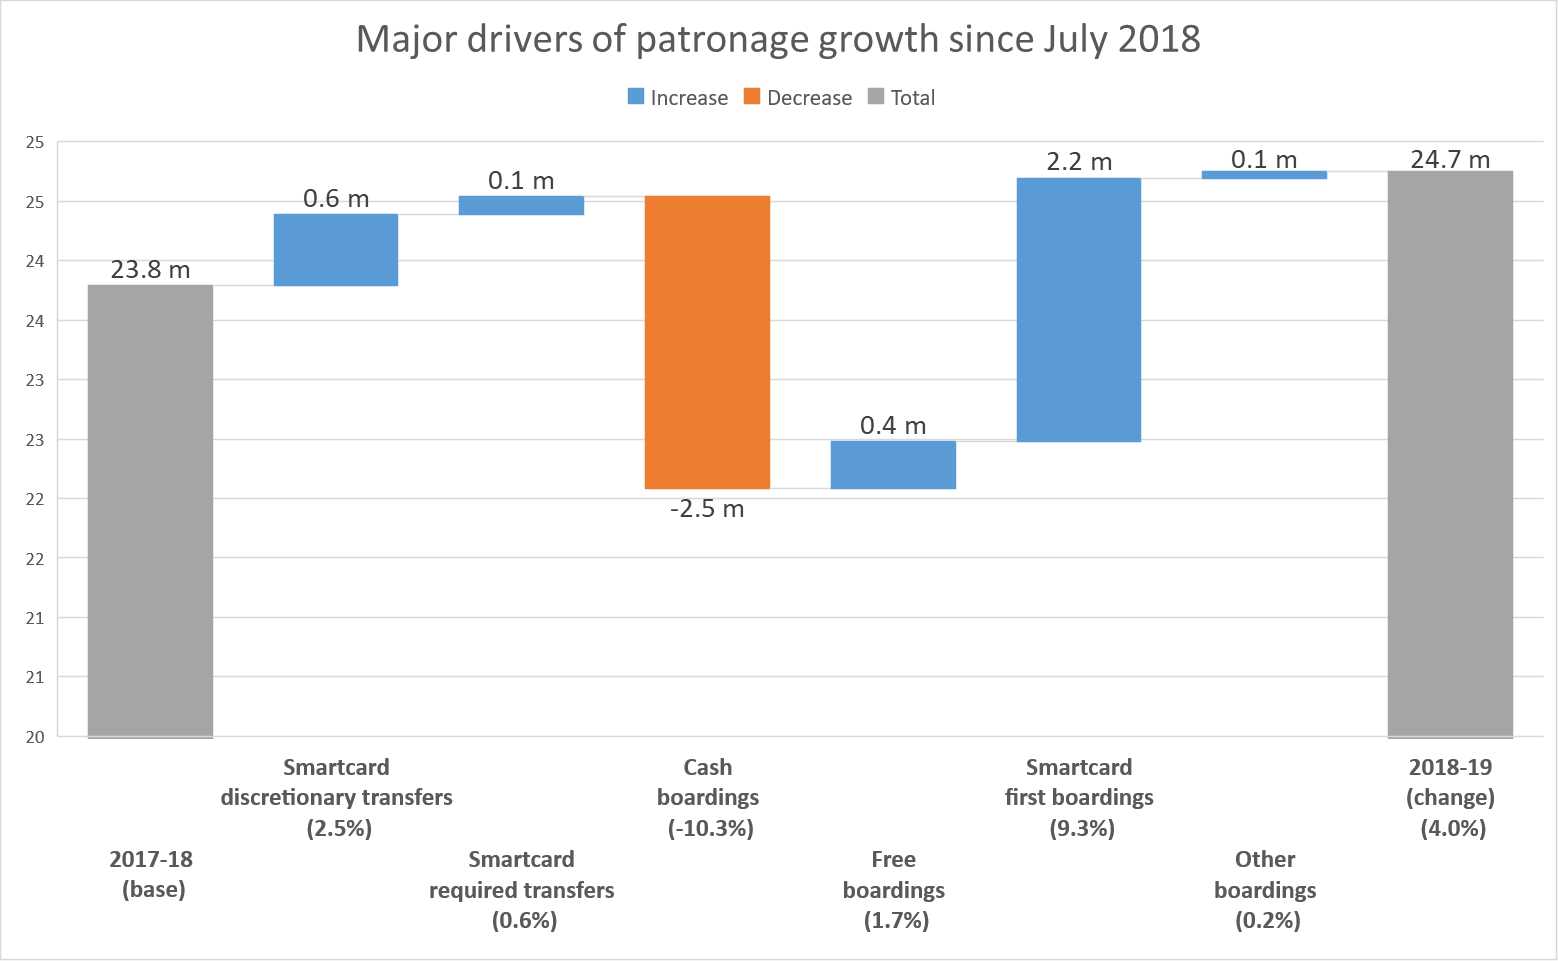 Major drivers of patronage growth since July 2018
Increase Decrease Total
25
25
24
24
23
23
22
22
21
21
20
23.8 m
0.6 m
0.1 m
-2.5 m
0.4 m
2.2 m
0.1 m
24.7 m
2017-18
(base)
Smartcard
discretionary transfers
(2.5%)
Smartcard
required transfers
(0.6%)
Cash
boardings
(-10.3%)
Free
boardings
(1.7%)
Smartcard
first boardings
(9.3%)
Other
boardings
(0.2%)
2018-19
(change)
(4.0%)